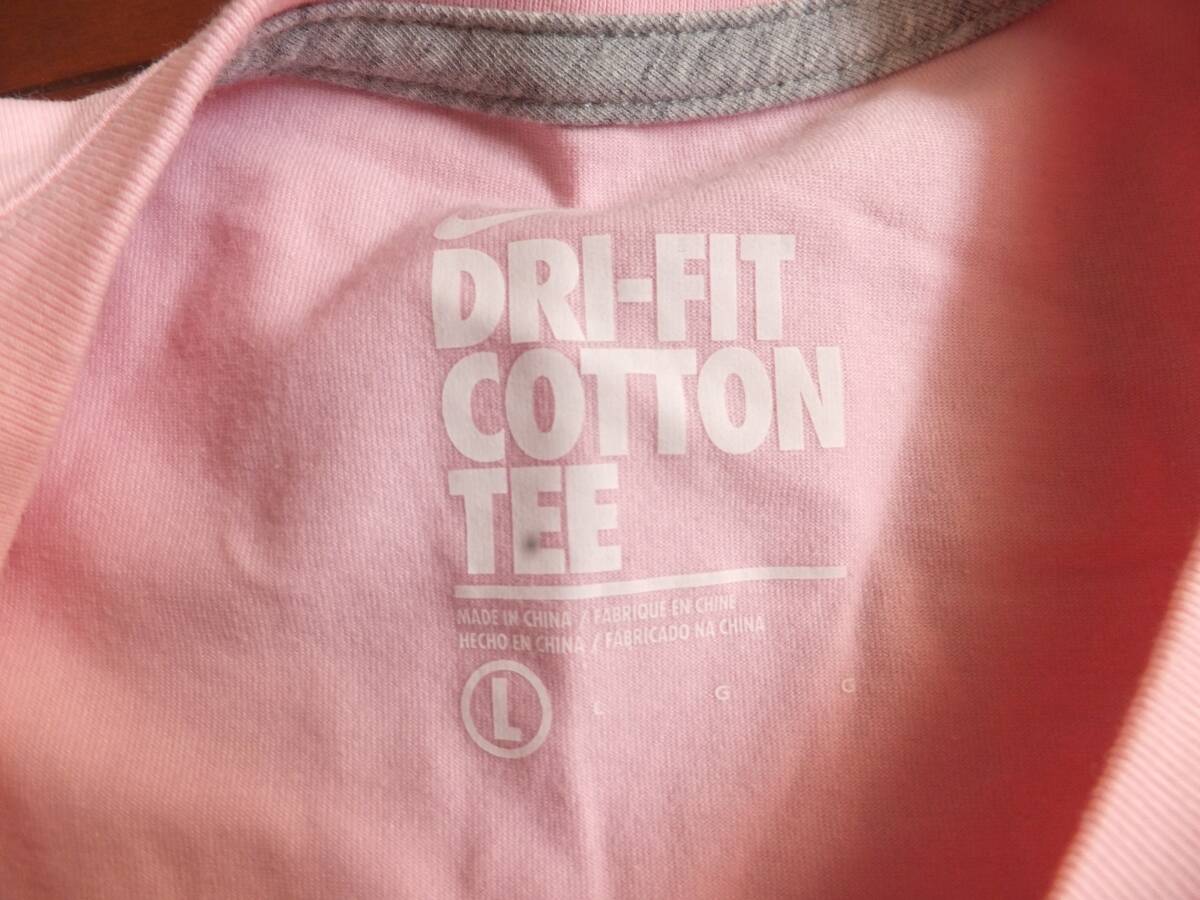 DRI-FIT
COTTON
TEE
MADE IN CHINA / FABRIQUE EN CHINE
HECHO EN CHINA / FABRICADO NA CHINA
L L G G